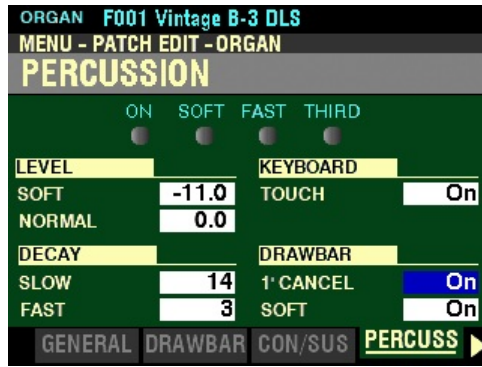 ORGAN F001 Vintage B-3 DLS
MENU - PATCH EDIT - ORGAN
PERCUSSION
ON SOFT FAST THIRD
LEVEL KEYBOARD
SOFT -11.0 TOUCH On
NORMAL 0.0
DECAY DRAWBAR
SLOW 14 1' CANCEL On
FAST 3 SOFT On
GENERAL DRAWBAR CON/SUS PERCUSS